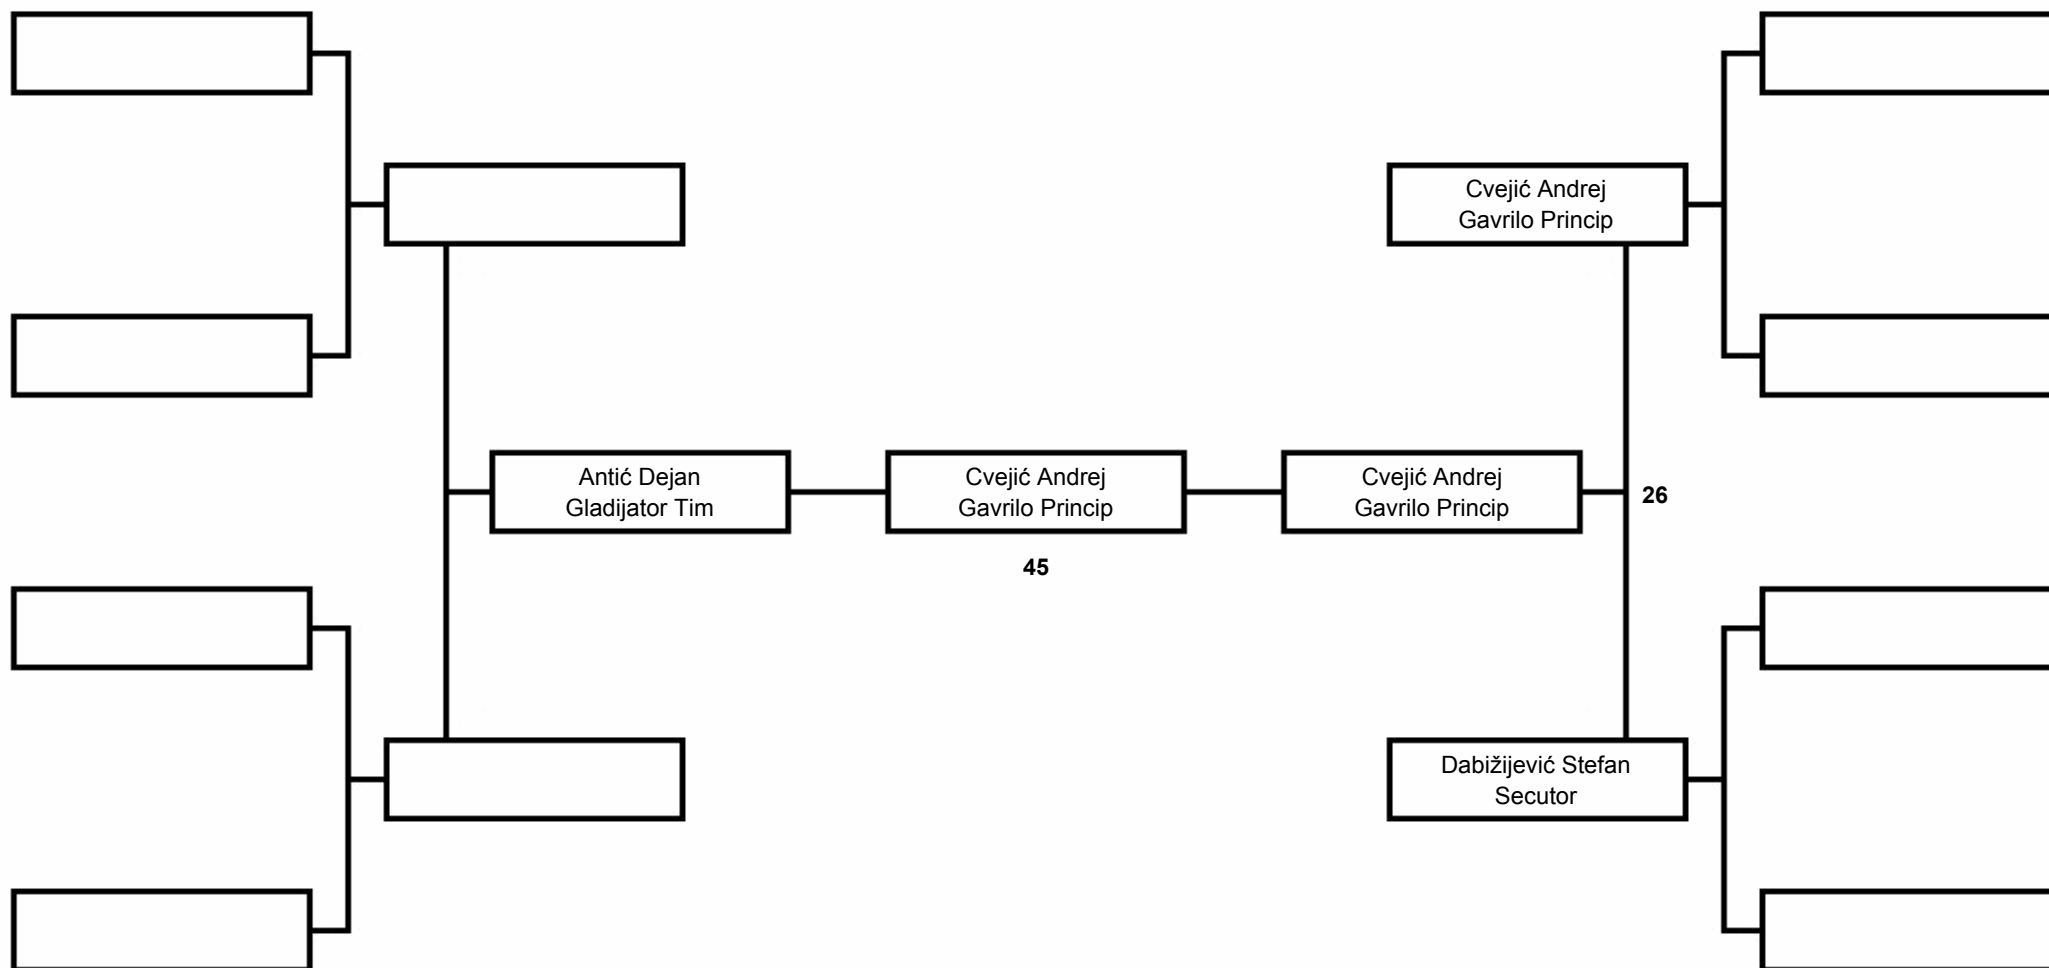 Cvejić Andrej
Gavrilo Princip
Antić Dejan
Gladijator Tim
Cvejić Andrej
Gavrilo Princip
Cvejić Andrej
Gavrilo Princip
26
45
Dabižijević Stefan
Secutor